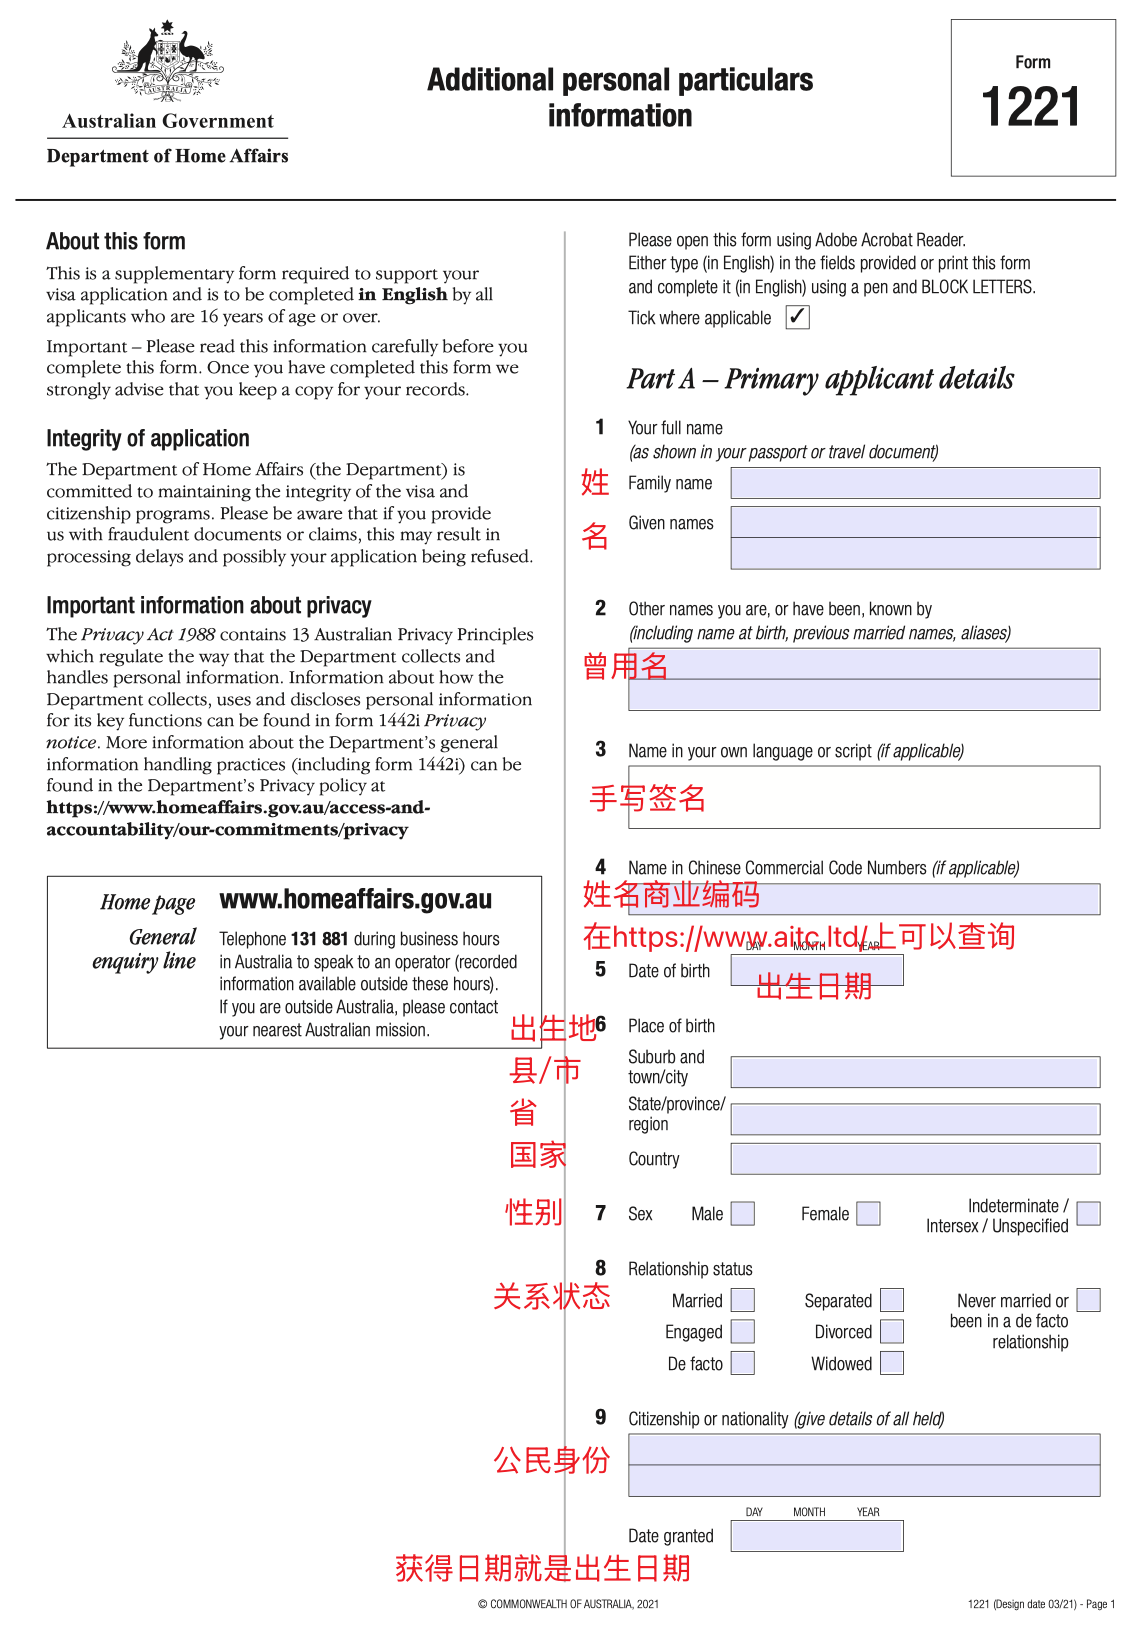 Australian Government
Department of Home Affairs
Additional personal particulars
information
Form
1221
About this form
This is a supplementary form required to support your
visa application and is to be completed in English by all
applicants who are 16 years of age or over.
Important – Please read this information carefully before you
complete this form. Once you have completed this form we
strongly advise that you keep a copy for your records.
Integrity of application
The Department of Home Affairs (the Department) is
committed to maintaining the integrity of the visa and
citizenship programs. Please be aware that if you provide
us with fraudulent documents or claims, this may result in
processing delays and possibly your application being refused.
Important information about privacy
The Privacy Act 1988 contains 13 Australian Privacy Principles
which regulate the way that the Department collects and
handles personal information. Information about how the
Department collects, uses and discloses personal information
for its key functions can be found in form 1442i Privacy
notice. More information about the Department's general
information handling practices (including form 1442i) can be
found in the Department's Privacy policy at
https://www.homeaffairs.gov.au/access-and-
accountability/our-commitments/privacy
Home page www.homeaffairs.gov.au
General
enquiry line
Telephone 131 881 during business hours
in Australia to speak to an operator (recorded
information available outside these hours).
If you are outside Australia, please contact
your nearest Australian mission.
Please open this form using Adobe Acrobat Reader.
Either type (in English) in the fields provided or print this form
and complete it (in English) using a pen and BLOCK LETTERS.
Tick where applicable ✓
Part A – Primary applicant details
1 Your full name
(as shown in your passport or travel document)
姓 Family name
名 Given names
2 Other names you are, or have been, known by
(including name at birth, previous married names, aliases)
曾用名
3 Name in your own language or script (if applicable)
手写签名
4 Name in Chinese Commercial Code Numbers (if applicable)
姓名商业编码
在https://www.aitc.ltd/上可以查询
DAY MONTH YEAR
5 Date of birth
出生日期
出生地 6 Place of birth
县/市 Suburb and
town/city
省 State/province/
region
国家 Country
性别 7 Sex Male Female Indeterminate /
Intersex / Unspecified
8 Relationship status
关系状态
Married Separated Never married or
been in a de facto
relationship
Engaged Divorced
De facto Widowed
9 Citizenship or nationality (give details of all held)
公民身份
DAY MONTH YEAR
Date granted
获得日期就是出生日期
© COMMONWEALTH OF AUSTRALIA, 2021
1221 (Design date 03/21) - Page 1